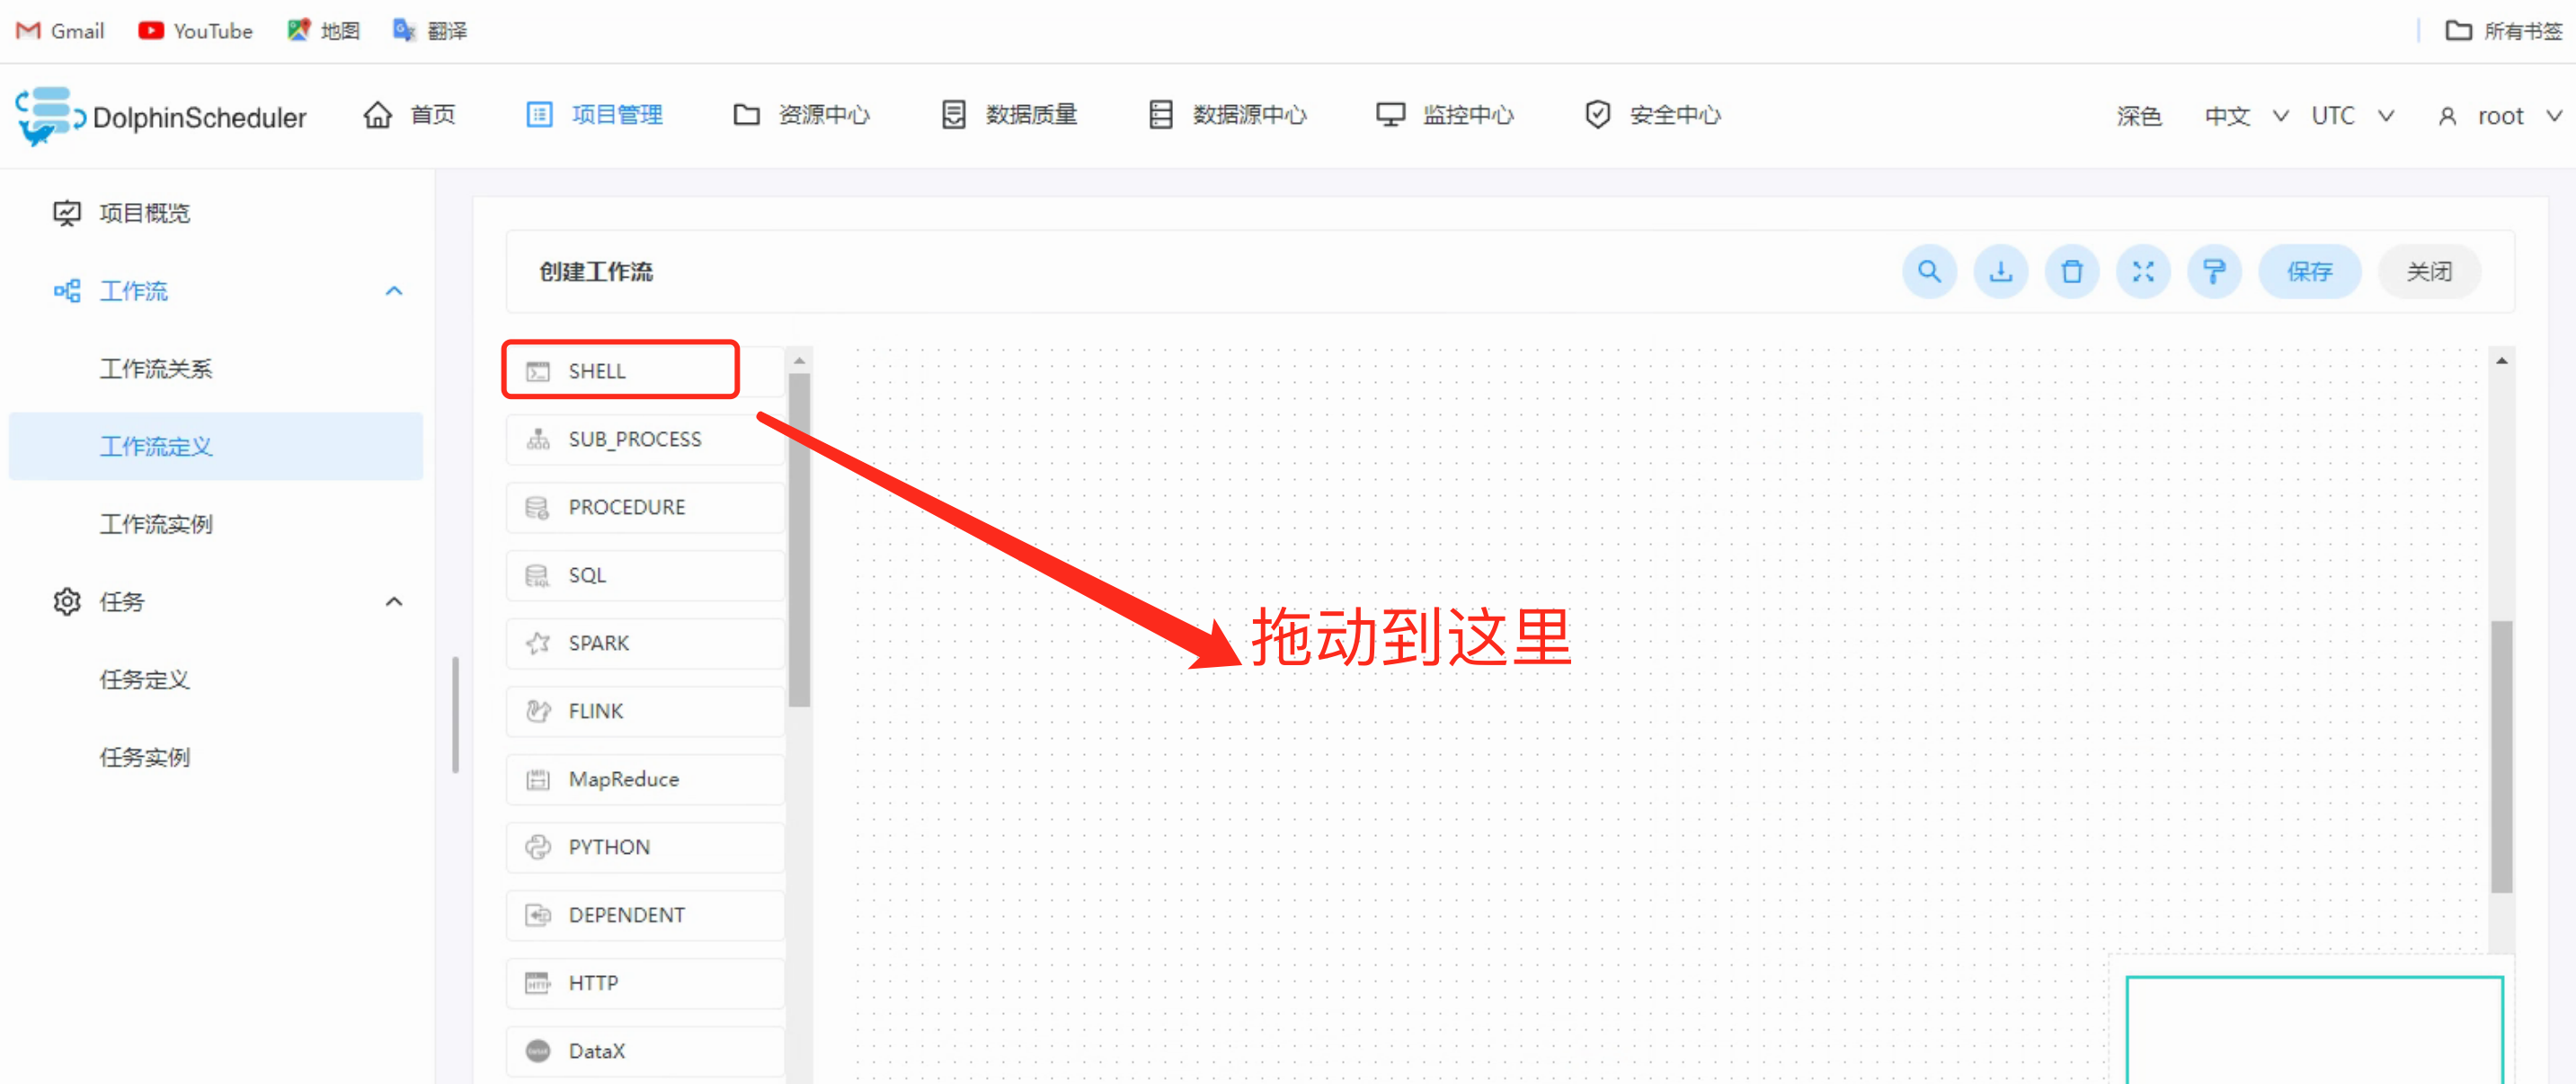 Gmail YouTube 地图 翻译 所有书签
DolphinScheduler 首页 项目管理 资源中心 数据质量 数据源中心 监控中心 安全中心 深色 中文 UTC root
项目概览
工作流
工作流关系
工作流定义
工作流实例
任务
任务定义
任务实例
创建工作流 保存 关闭
SHELL
SUB_PROCESS
PROCEDURE
SQL
SPARK
FLINK
MapReduce
PYTHON
DEPENDENT
HTTP
DataX
拖动到这里